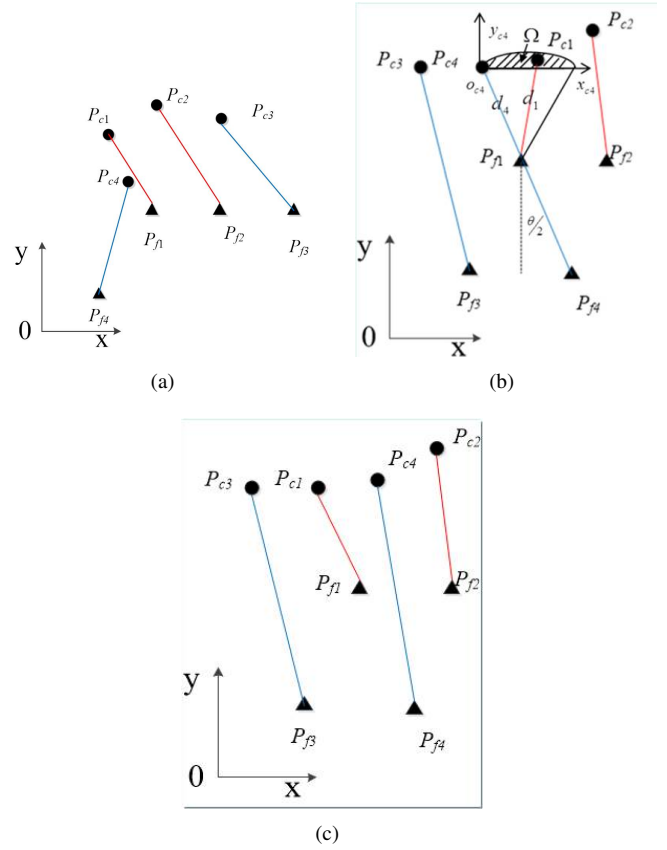 P_c2
P_c1
P_c3
P_c4
P_f1
P_f2
P_f3
y
P_f4
0
x
(a)
y_c4
Ω
P_c1
P_c2
P_c3
P_c4
o_c4
x_c4
d_4
d_1
P_f1
P_f2
θ/2
y
P_f3
P_f4
0
x
(b)
P_c2
P_c3
P_c1
P_c4
P_f1
P_f2
y
P_f3
P_f4
0
x
(c)